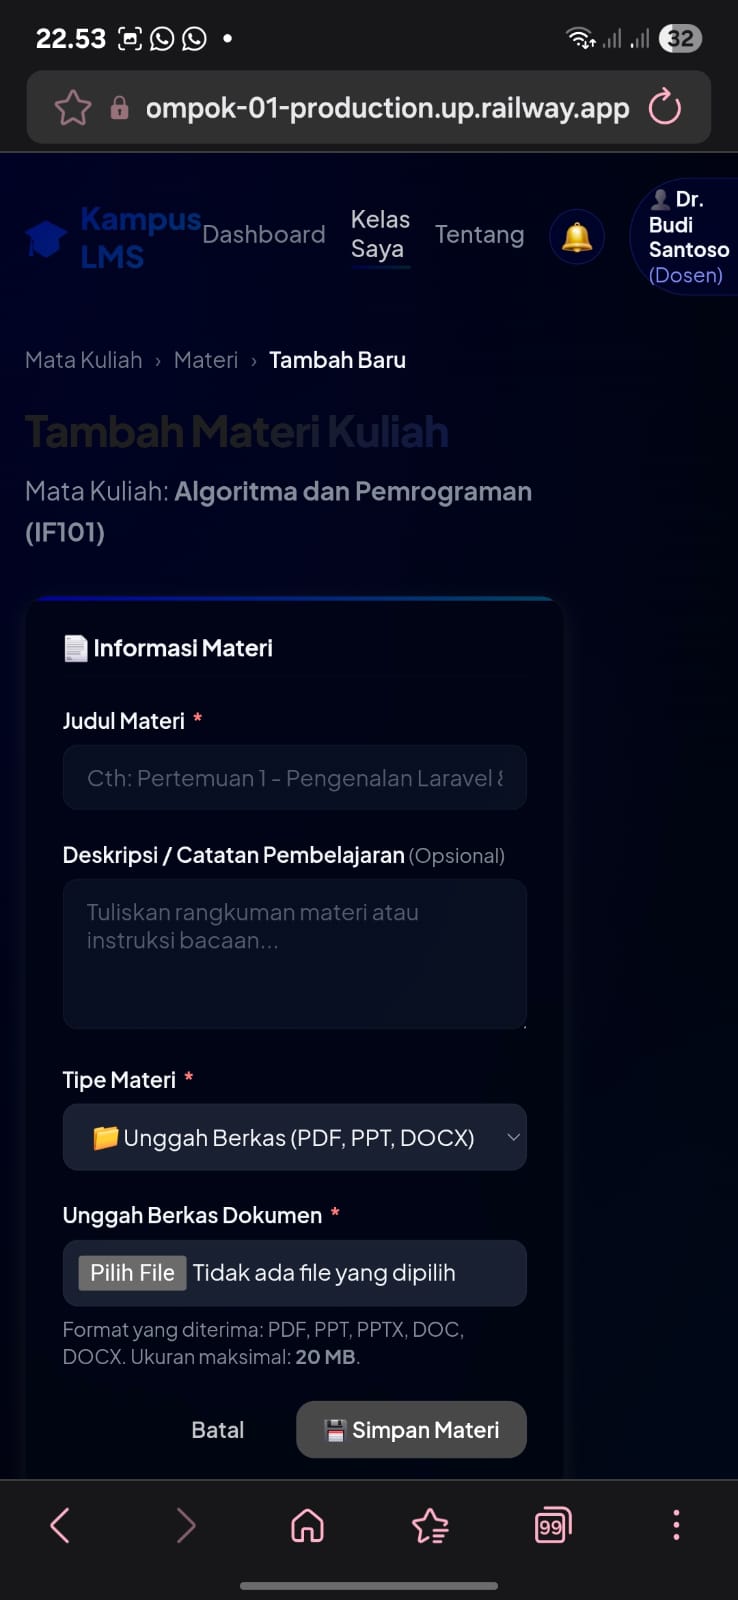 22.53
32
ompok-01-production.up.railway.app
Kampus
LMS
Dashboard
Kelas
Saya
Tentang
Dr.
Budi
Santoso
(Dosen)
Mata Kuliah › Materi › Tambah Baru
Tambah Materi Kuliah
Mata Kuliah: Algoritma dan Pemrograman
(IF101)
Informasi Materi
Judul Materi *
Cth: Pertemuan 1 - Pengenalan Laravel
Deskripsi / Catatan Pembelajaran (Opsional)
Tuliskan rangkuman materi atau
instruksi bacaan...
Tipe Materi *
Unggah Berkas (PDF, PPT, DOCX)
Unggah Berkas Dokumen *
Pilih File Tidak ada file yang dipilih
Format yang diterima: PDF, PPT, PPTX, DOC,
DOCX. Ukuran maksimal: 20 MB.
Batal
Simpan Materi
99